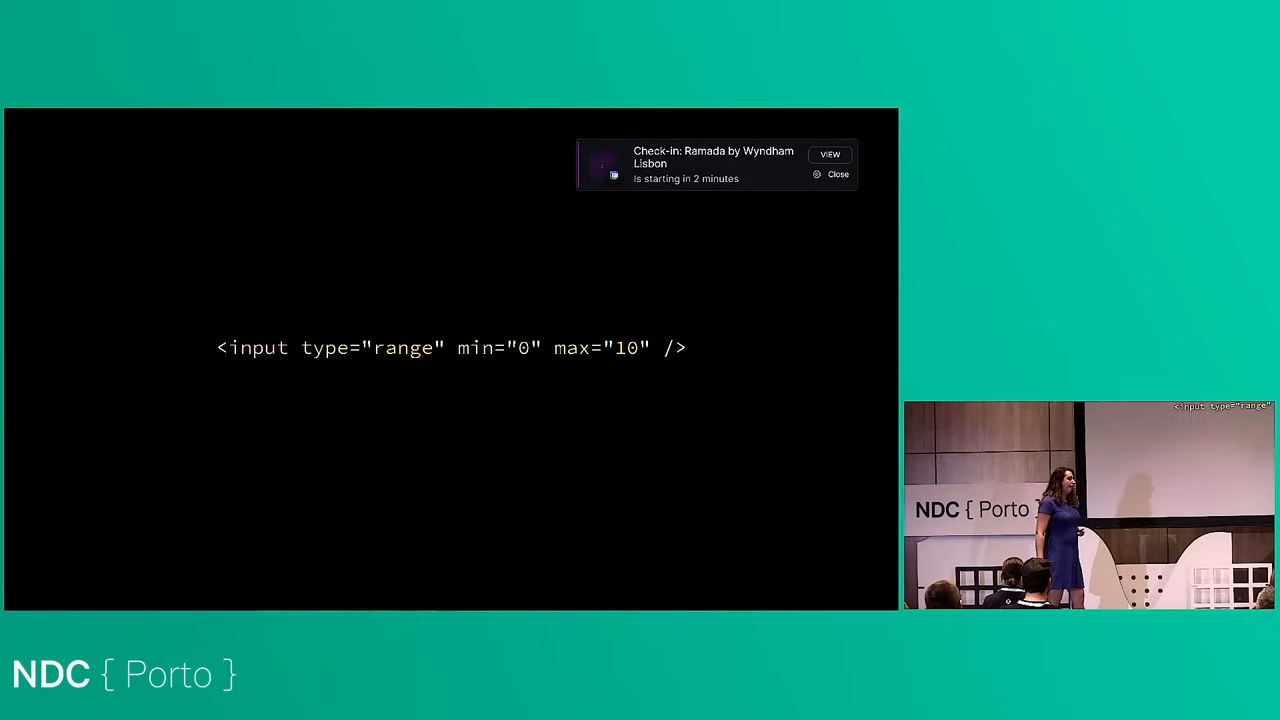 Check-in: Ramada by Wyndham
Lisbon
Is starting in 2 minutes
VIEW
Close
<input type="range" min="0" max="10" />
<input type="range"
NDC { Porto
NDC { Porto }